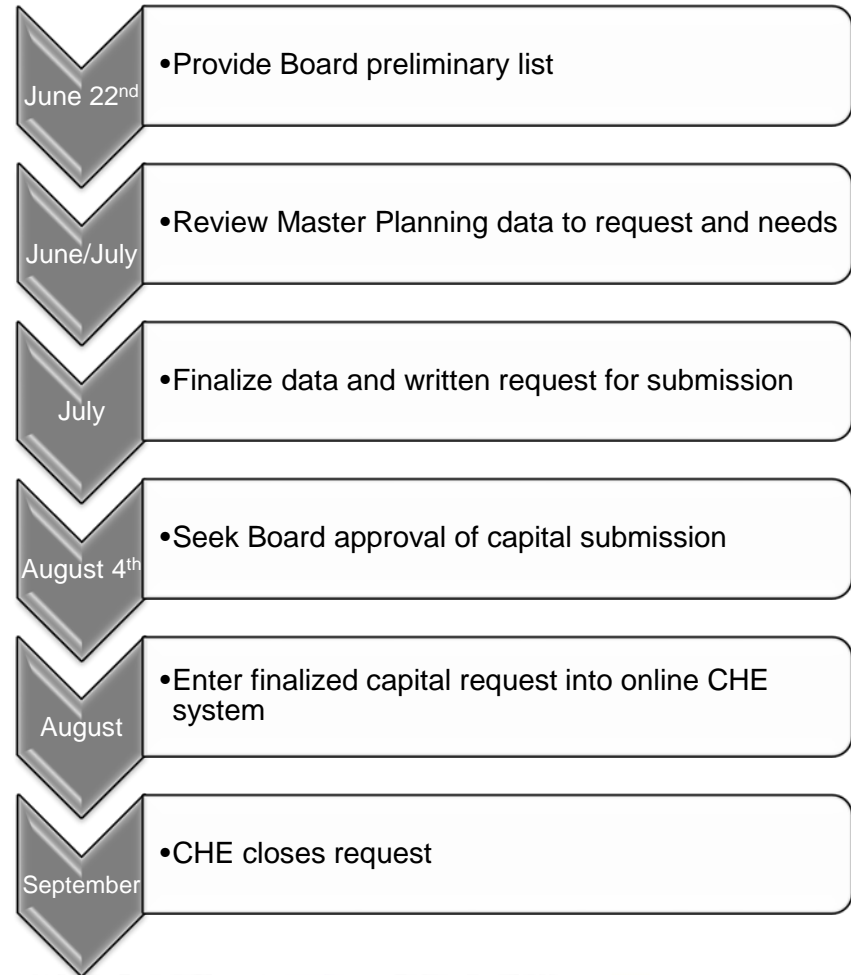 June 22nd
•Provide Board preliminary list
June/July
•Review Master Planning data to request and needs
July
•Finalize data and written request for submission
August 4th
•Seek Board approval of capital submission
August
•Enter finalized capital request into online CHE
system
September
•CHE closes request